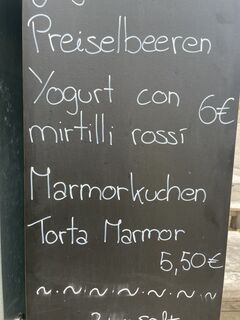 Preiselbeeren
Yogurt con 6€
mirtilli rossi
Marmorkuchen
Torta Marmor
5,50€